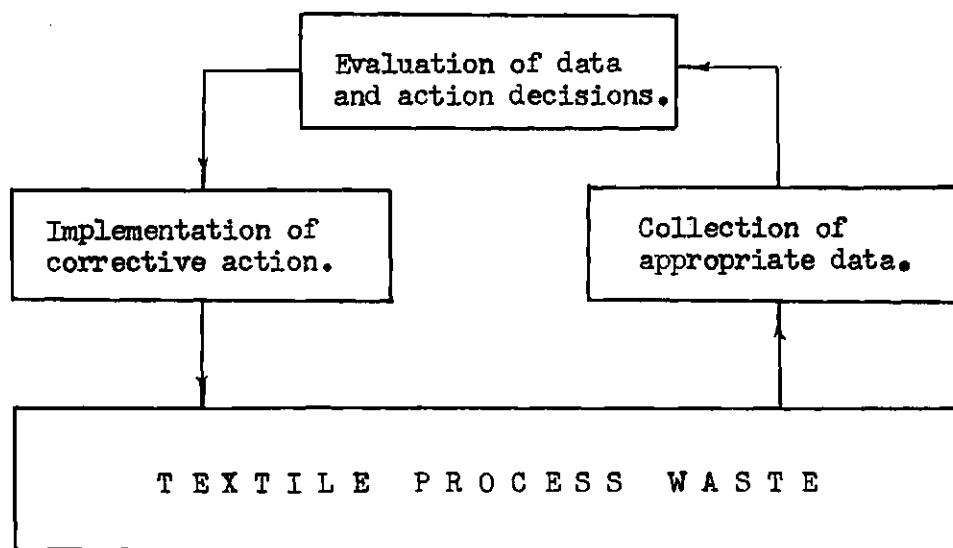 Evaluation of data
and action decisions.
Implementation of
corrective action.
Collection of
appropriate data.
TEXTILE PROCESS WASTE